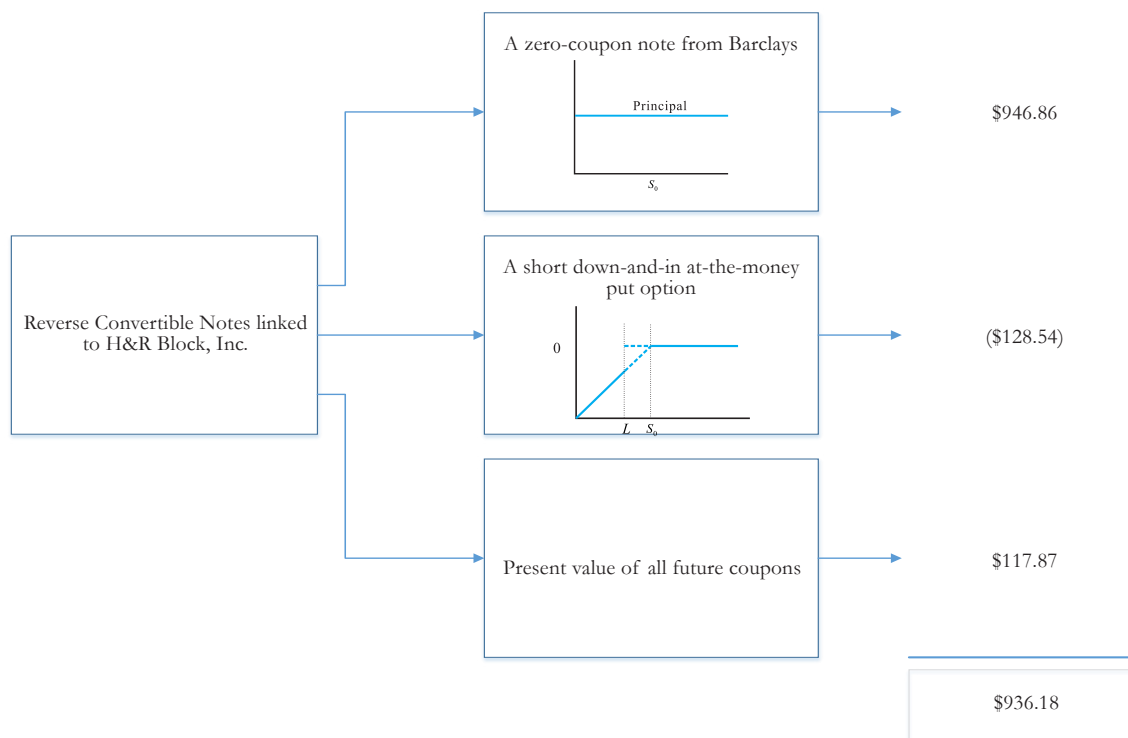 A zero-coupon note from Barclays
Principal
S₀
$946.86
Reverse Convertible Notes linked
to H&R Block, Inc.
A short down-and-in at-the-money
put option
0
L S₀
($128.54)
Present value of all future coupons
$117.87
$936.18